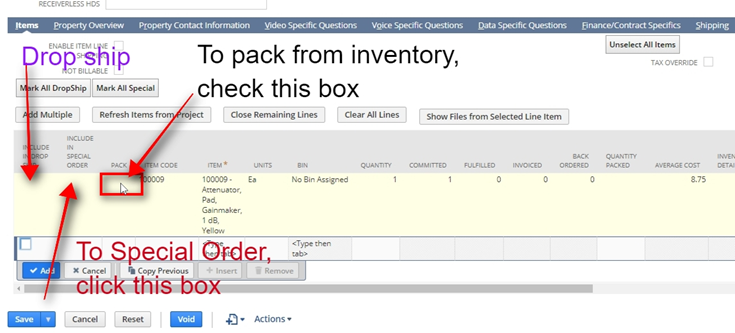 RECEIVERLESS HDS
Items Property Overview Property Contact Information Video Specific Questions Voice Specific Questions Data Specific Questions Finance/Contract Specifics Shipping
ENABLE ITEM LINE
Unselect All Items
Drop ship
NOT BILLABLE
TAX OVERRIDE
To pack from inventory,
check this box
Mark All DropShip Mark All Special
Add Multiple Refresh Items from Project Close Remaining Lines Clear All Lines Show Files from Selected Line Item
INCLUDE IN DROP
INCLUDE IN SPECIAL ORDER
PACK
ITEM CODE
ITEM *
UNITS
BIN
QUANTITY
COMMITTED
FULFILLED
INVOICED
BACK ORDERED
QUANTITY PACKED
AVERAGE COST
100009 100009 - Ea No Bin Assigned 1 1 0 0 0 8.75
Attenuator,
Pad,
Gainmaker,
1 dB,
Yellow
<Type <Type then
then tab> tab>
To Special Order,
click this box
Add Cancel Copy Previous + Insert Remove
Save Cancel Reset Void Actions